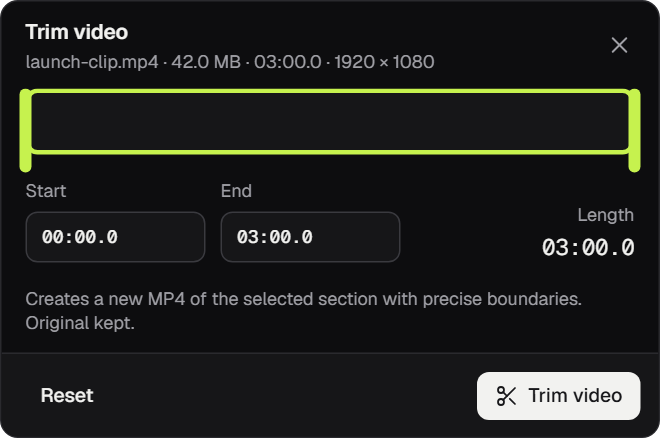 Trim video
launch-clip.mp4 · 42.0 MB · 03:00.0 · 1920 × 1080
Start
End
00:00.0
03:00.0
Length
03:00.0
Creates a new MP4 of the selected section with precise boundaries.
Original kept.
Reset
Trim video